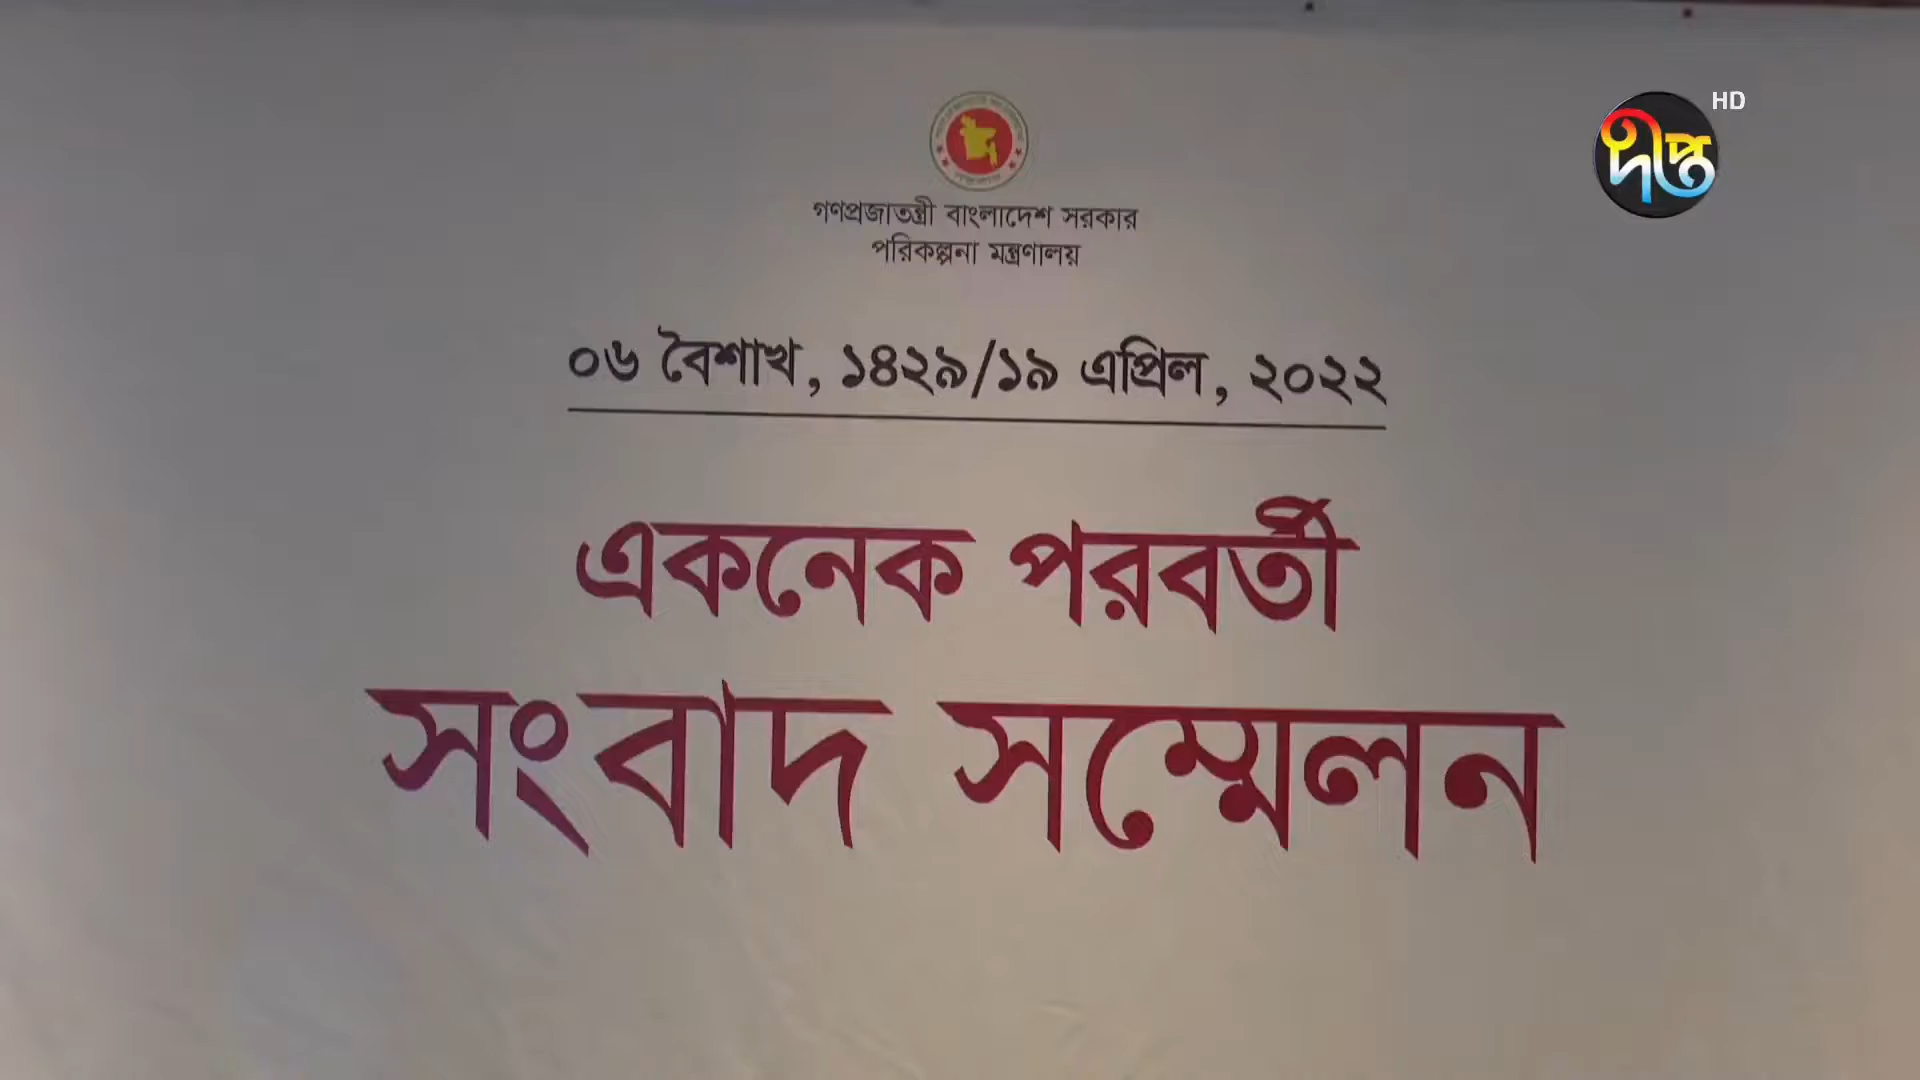 HD
দীপ্ত
গণপ্রজাতন্ত্রী বাংলাদেশ সরকার
পরিকল্পনা মন্ত্রণালয়
০৬ বৈশাখ, ১৪২৯/১৯ এপ্রিল, ২০২২
একনেক পরবর্তী
সংবাদ সম্মেলন